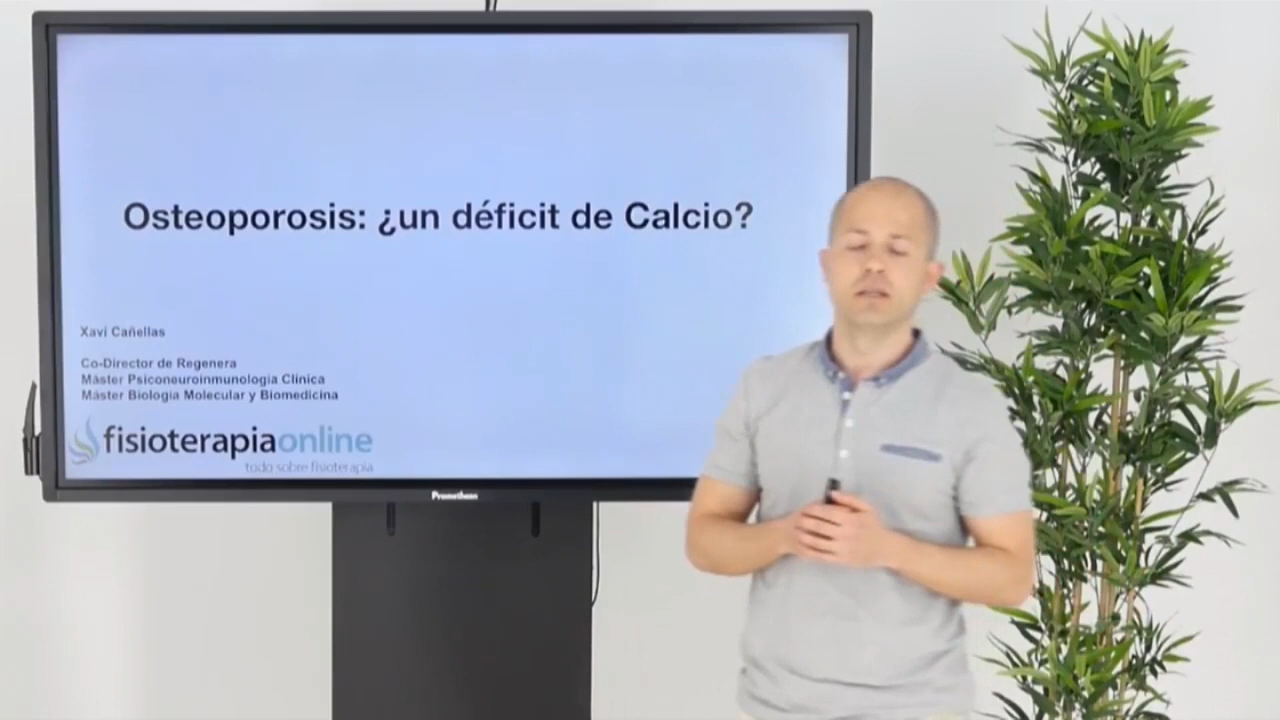 Osteoporosis: ¿un déficit de Calcio?
Xavi Cañellas
Co-Director de Regenera
Máster Psiconeuroinmunología Clínica
Máster Biología Molecular y Biomedicina
fisioterapiaonline
todo sobre fisioterapia
Promethean